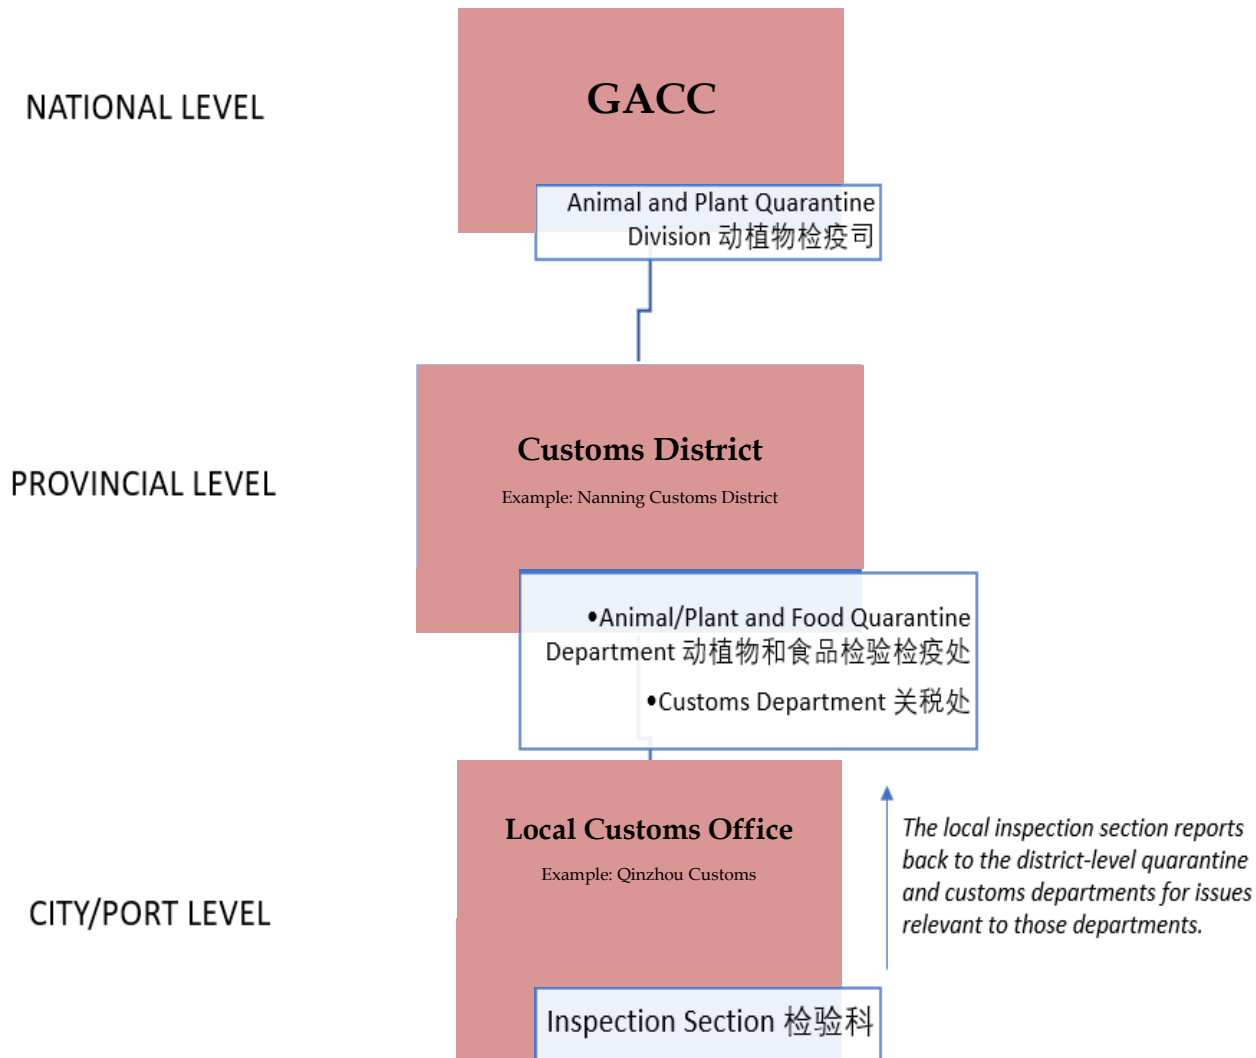 NATIONAL LEVEL
GACC
Animal and Plant Quarantine
Division 动植物检疫司
PROVINCIAL LEVEL
Customs District
Example: Nanning Customs District
•Animal/Plant and Food Quarantine
Department 动植物和食品检验检疫处
•Customs Department 关税处
CITY/PORT LEVEL
Local Customs Office
Example: Qinzhou Customs
The local inspection section reports
back to the district-level quarantine
and customs departments for issues
relevant to those departments.
Inspection Section 检验科